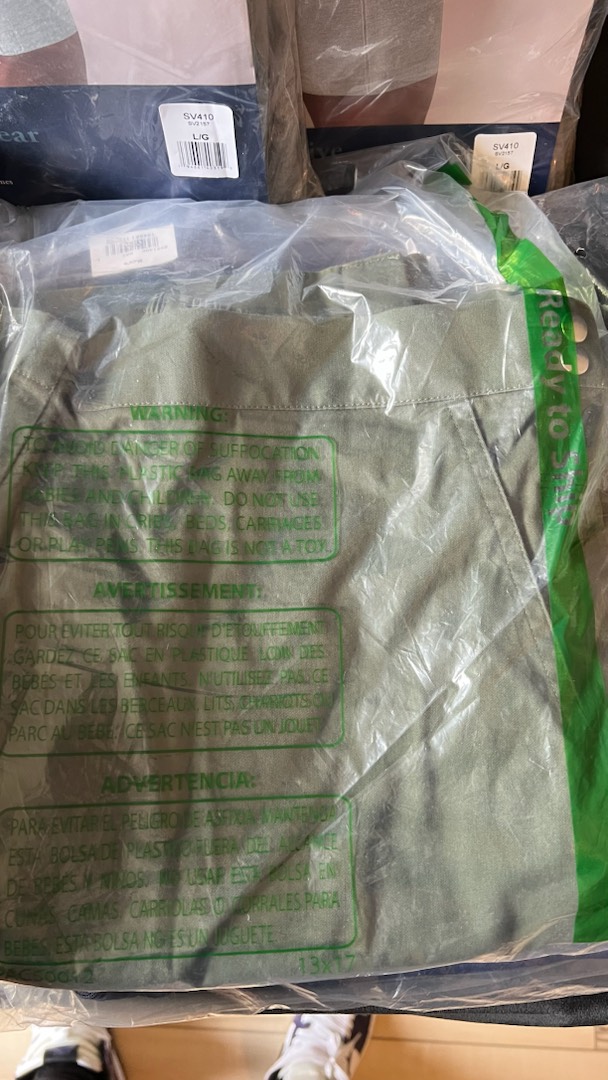 ear
SV410
SV2157
L/G
SV410
SV2157
L/G
Ready to Ship
WARNING:
TO AVOID DANGER OF SUFFOCATION
KEEP THIS PLASTIC BAG AWAY FROM
BABIES AND CHILDREN. DO NOT USE
THIS BAG IN CRIBS, BEDS, CARRIAGES
OR PLAY PENS. THIS BAG IS NOT A TOY.
AVERTISSEMENT:
POUR EVITER TOUT RISQUE D'ETOUFFEMENT
GARDEZ CE SAC EN PLASTIQUE LOIN DES
BEBES ET LES ENFANTS. N'UTILISEZ PAS CE
SAC DANS LES BERCEAUX, LITS,
PARC AU BEBE. CE SAC N'EST PAS UN JOUET.
ADVERTENCIA:
PARA EVITAR EL PELIGRO DE ASFIXIA MANTENGA
ESTA BOLSA DE PLASTICO FUERA DEL ALCANCE
DE BEBES Y NINOS. NO USAR ESTA BOLSA EN
CUNAS, CAMAS, CARRIOLAS O CORRALES PARA
BEBES. ESTA BOLSA NO ES UN JUGUETE.
13x17